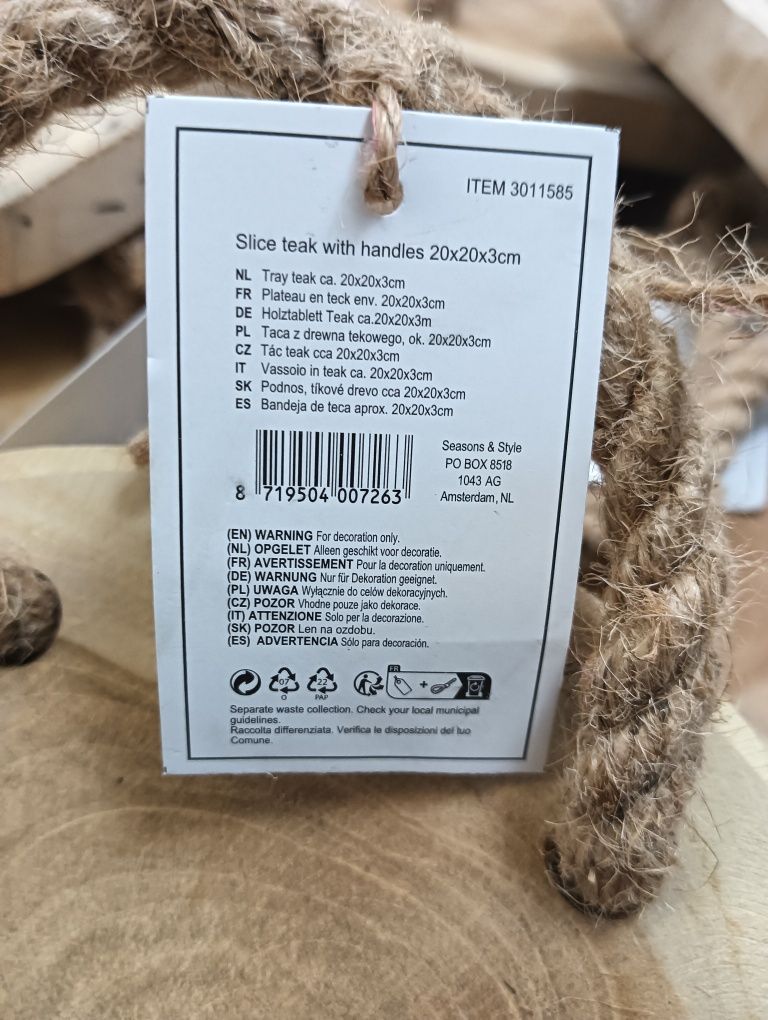 ITEM 3011585
Slice teak with handles 20x20x3cm
NL Tray teak ca. 20x20x3cm
FR Plateau en teck env. 20x20x3cm
DE Holztablett Teak ca.20x20x3m
PL Taca z drewna tekowego, ok. 20x20x3cm
CZ Tác teak cca 20x20x3cm
IT Vassoio in teak ca. 20x20x3cm
SK Podnos, tíkové drevo cca 20x20x3cm
ES Bandeja de teca aprox. 20x20x3cm
8 719504 007263
Seasons & Style
PO BOX 8518
1043 AG
Amsterdam, NL
(EN) WARNING For decoration only.
(NL) OPGELET Alleen geschikt voor decoratie.
(FR) AVERTISSEMENT Pour la decoration uniquement.
(DE) WARNUNG Nur für Dekoration geeignet.
(PL) UWAGA Wyłącznie do celów dekoracyjnych.
(CZ) POZOR Vhodne pouze jako dekorace.
(IT) ATTENZIONE Solo per la decorazione.
(SK) POZOR Len na ozdobu.
(ES) ADVERTENCIA Sólo para decoración.
07
O
22
PAP
FR
+
Separate waste collection. Check your local municipal
guidelines.
Raccolta differenziata. Verifica le disposizioni del tuo
Comune.